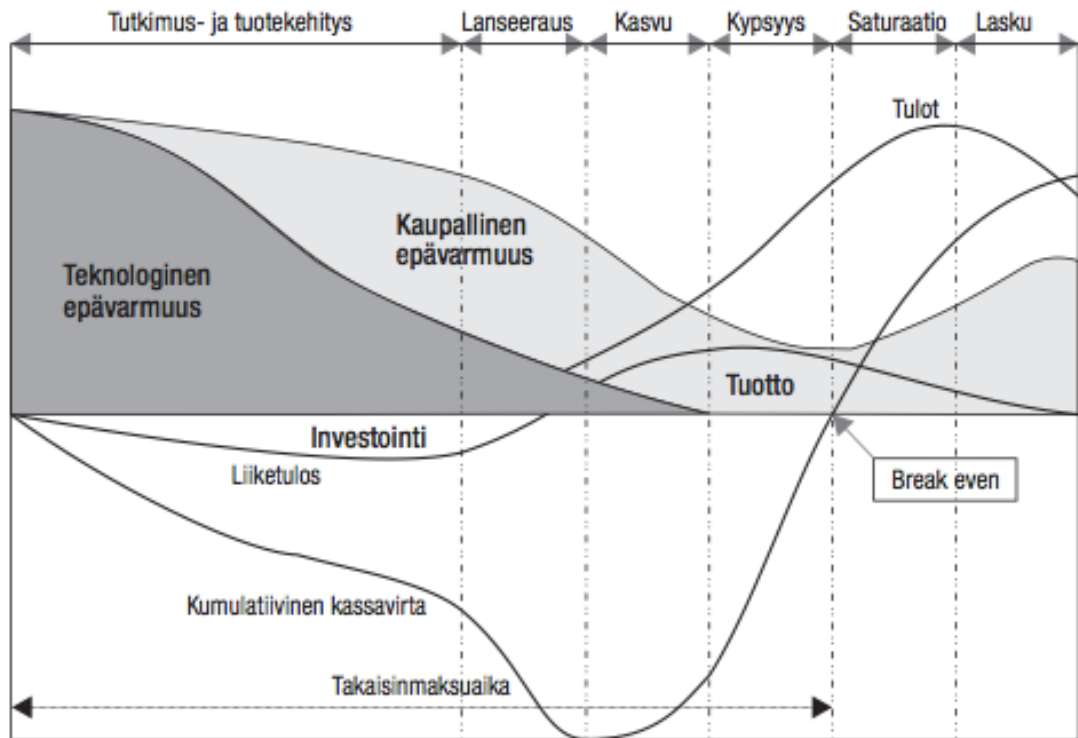 Tutkimus- ja tuotekehitys
Lanseeraus
Kasvu
Kypsyys
Saturaatio
Lasku
Tulot
Kaupallinen
epävarmuus
Teknologinen
epävarmuus
Tuotto
Investointi
Liiketulos
Break even
Kumulatiivinen kassavirta
Takaisinmaksuaika